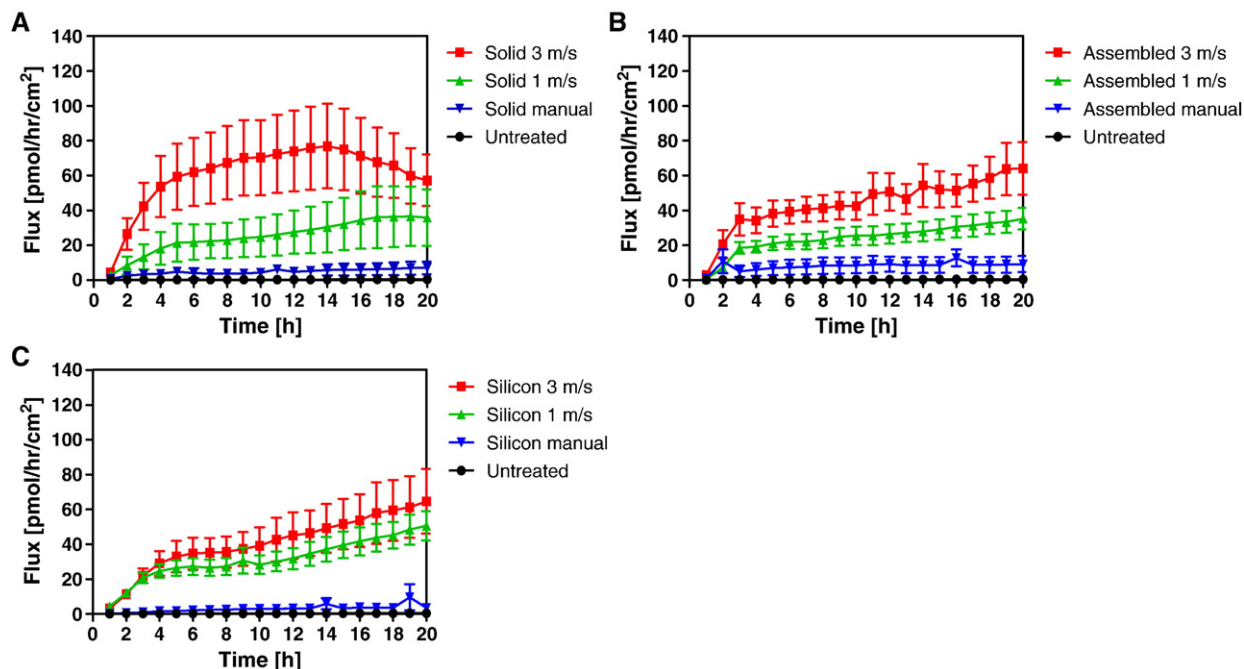 A
Flux [pmol/hr/cm²]
140
120
100
80
60
40
20
0
0 2 4 6 8 10 12 14 16 18 20
Time [h]
Solid 3 m/s
Solid 1 m/s
Solid manual
Untreated
B
Flux [pmol/hr/cm²]
140
120
100
80
60
40
20
0
0 2 4 6 8 10 12 14 16 18 20
Time [h]
Assembled 3 m/s
Assembled 1 m/s
Assembled manual
Untreated
C
Flux [pmol/hr/cm²]
140
120
100
80
60
40
20
0
0 2 4 6 8 10 12 14 16 18 20
Time [h]
Silicon 3 m/s
Silicon 1 m/s
Silicon manual
Untreated